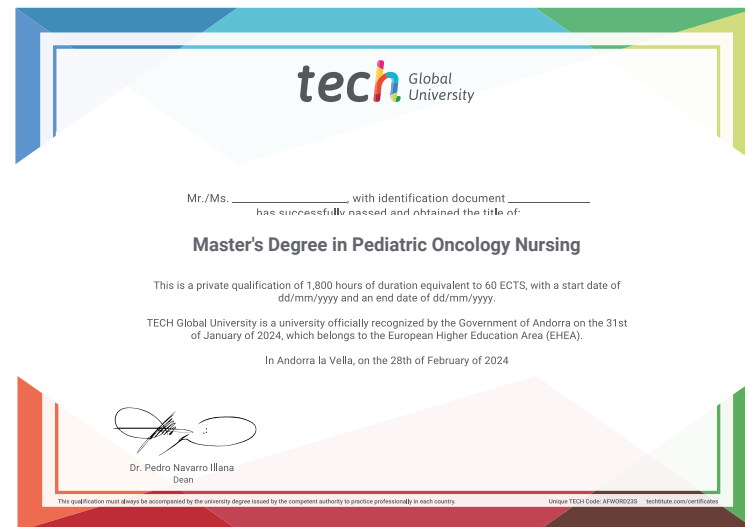 tech Global
University
Mr./Ms. ____________________, with identification document ______________
has successfully passed and obtained the title of:
Master's Degree in Pediatric Oncology Nursing
This is a private qualification of 1,800 hours of duration equivalent to 60 ECTS, with a start date of
dd/mm/yyyy and an end date of dd/mm/yyyy.
TECH Global University is a university officially recognized by the Government of Andorra on the 31st
of January of 2024, which belongs to the European Higher Education Area (EHEA).
In Andorra la Vella, on the 28th of February of 2024
Dr. Pedro Navarro Illana
Dean
This qualification must always be accompanied by the university degree issued by the competent authority to practice professionally in each country. Unique TECH Code: AFWORD23S techtitute.com/certificates